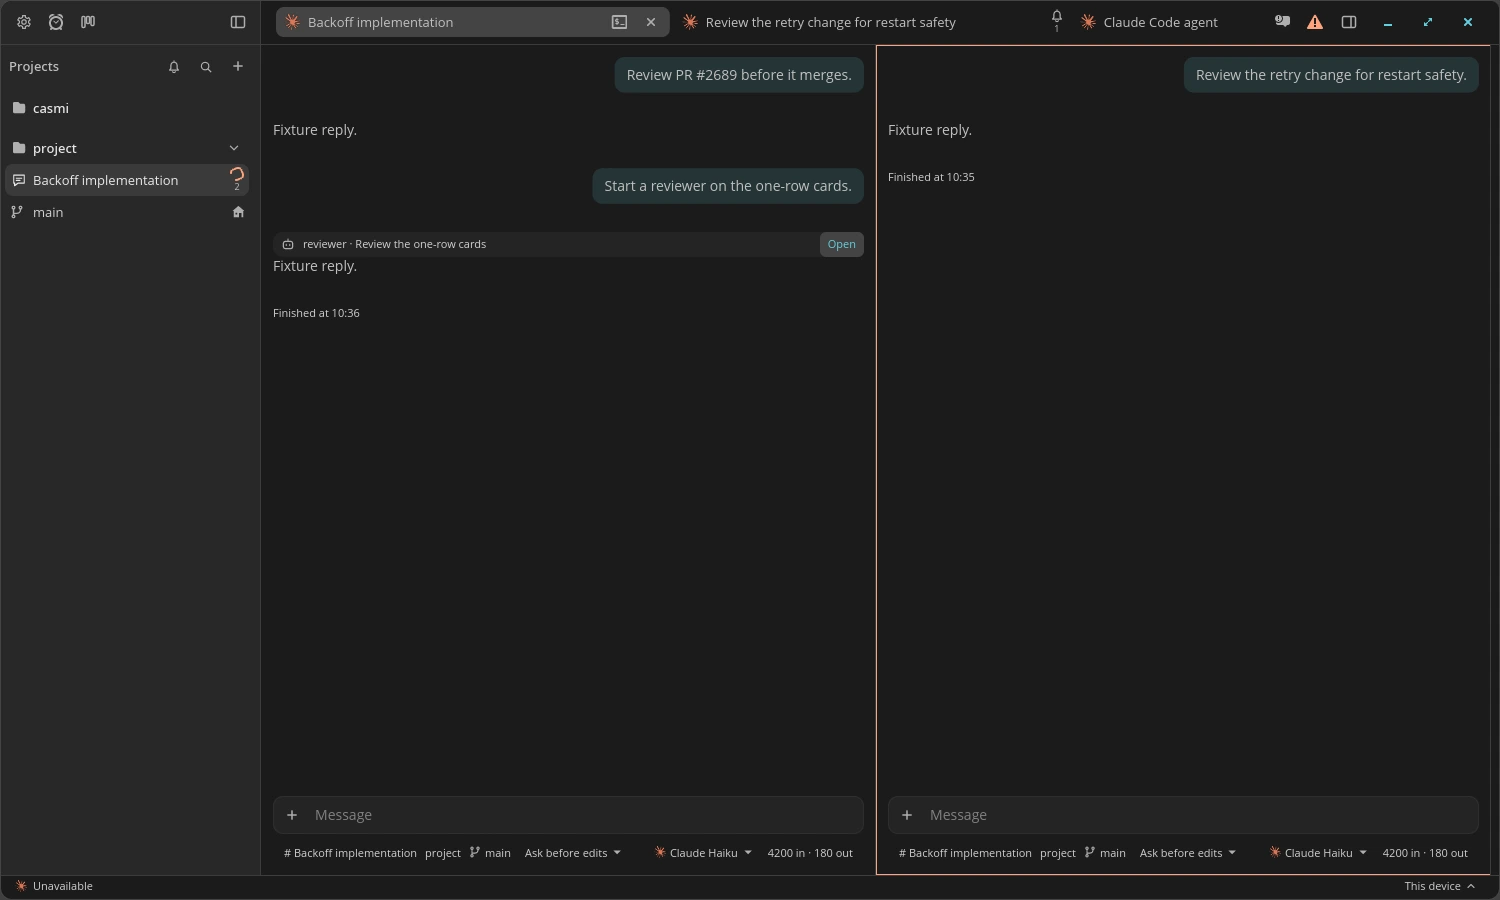 Backoff implementation
Review the retry change for restart safety
1
Claude Code agent
Projects
casmi
project
Backoff implementation
2
main
Review PR #2689 before it merges.
Fixture reply.
Start a reviewer on the one-row cards.
reviewer · Review the one-row cards
Open
Fixture reply.
Finished at 10:36
Message
# Backoff implementation project main Ask before edits Claude Haiku 4200 in · 180 out
Review the retry change for restart safety.
Fixture reply.
Finished at 10:35
Message
# Backoff implementation project main Ask before edits Claude Haiku 4200 in · 180 out
Unavailable
This device